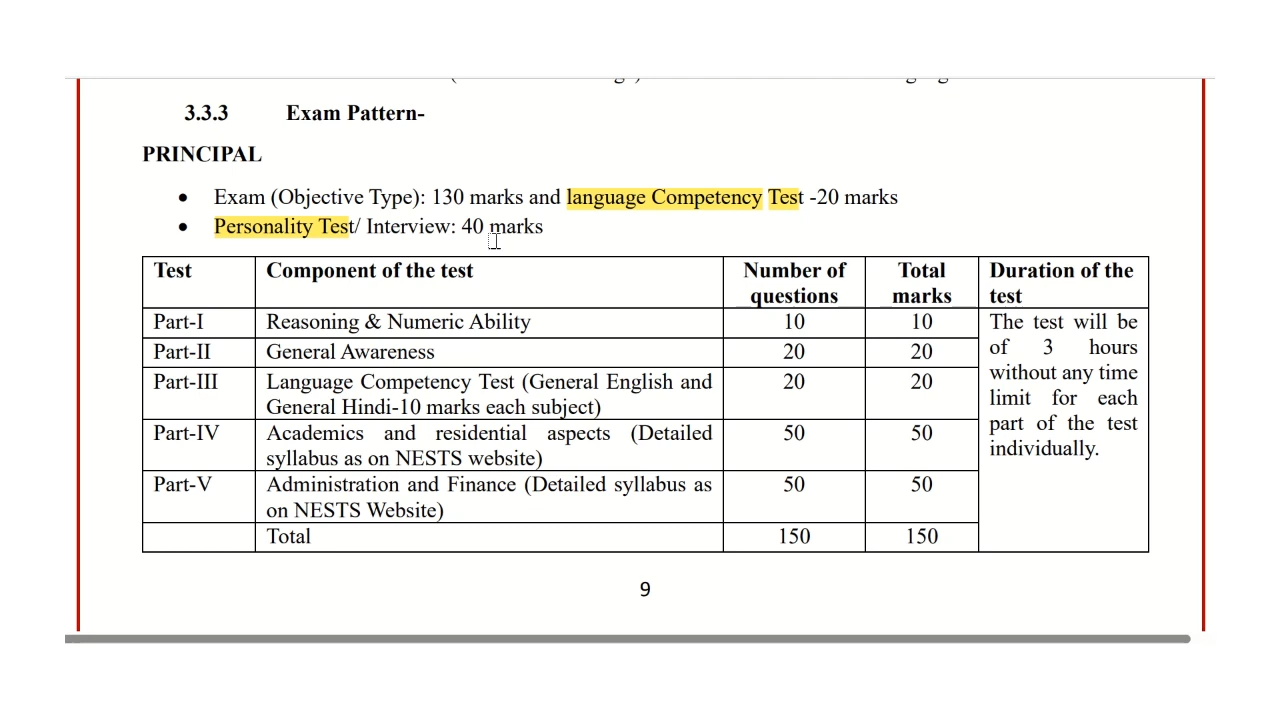 3.3.3 Exam Pattern-
PRINCIPAL
• Exam (Objective Type): 130 marks and language Competency Test -20 marks
• Personality Test/ Interview: 40 marks
Test Component of the test Number of questions Total marks Duration of the test
Part-I Reasoning & Numeric Ability 10 10 The test will be of 3 hours without any time limit for each part of the test individually.
Part-II General Awareness 20 20
Part-III Language Competency Test (General English and
General Hindi-10 marks each subject) 20 20
Part-IV Academics and residential aspects (Detailed
syllabus as on NESTS website) 50 50
Part-V Administration and Finance (Detailed syllabus as
on NESTS Website) 50 50
Total 150 150
9